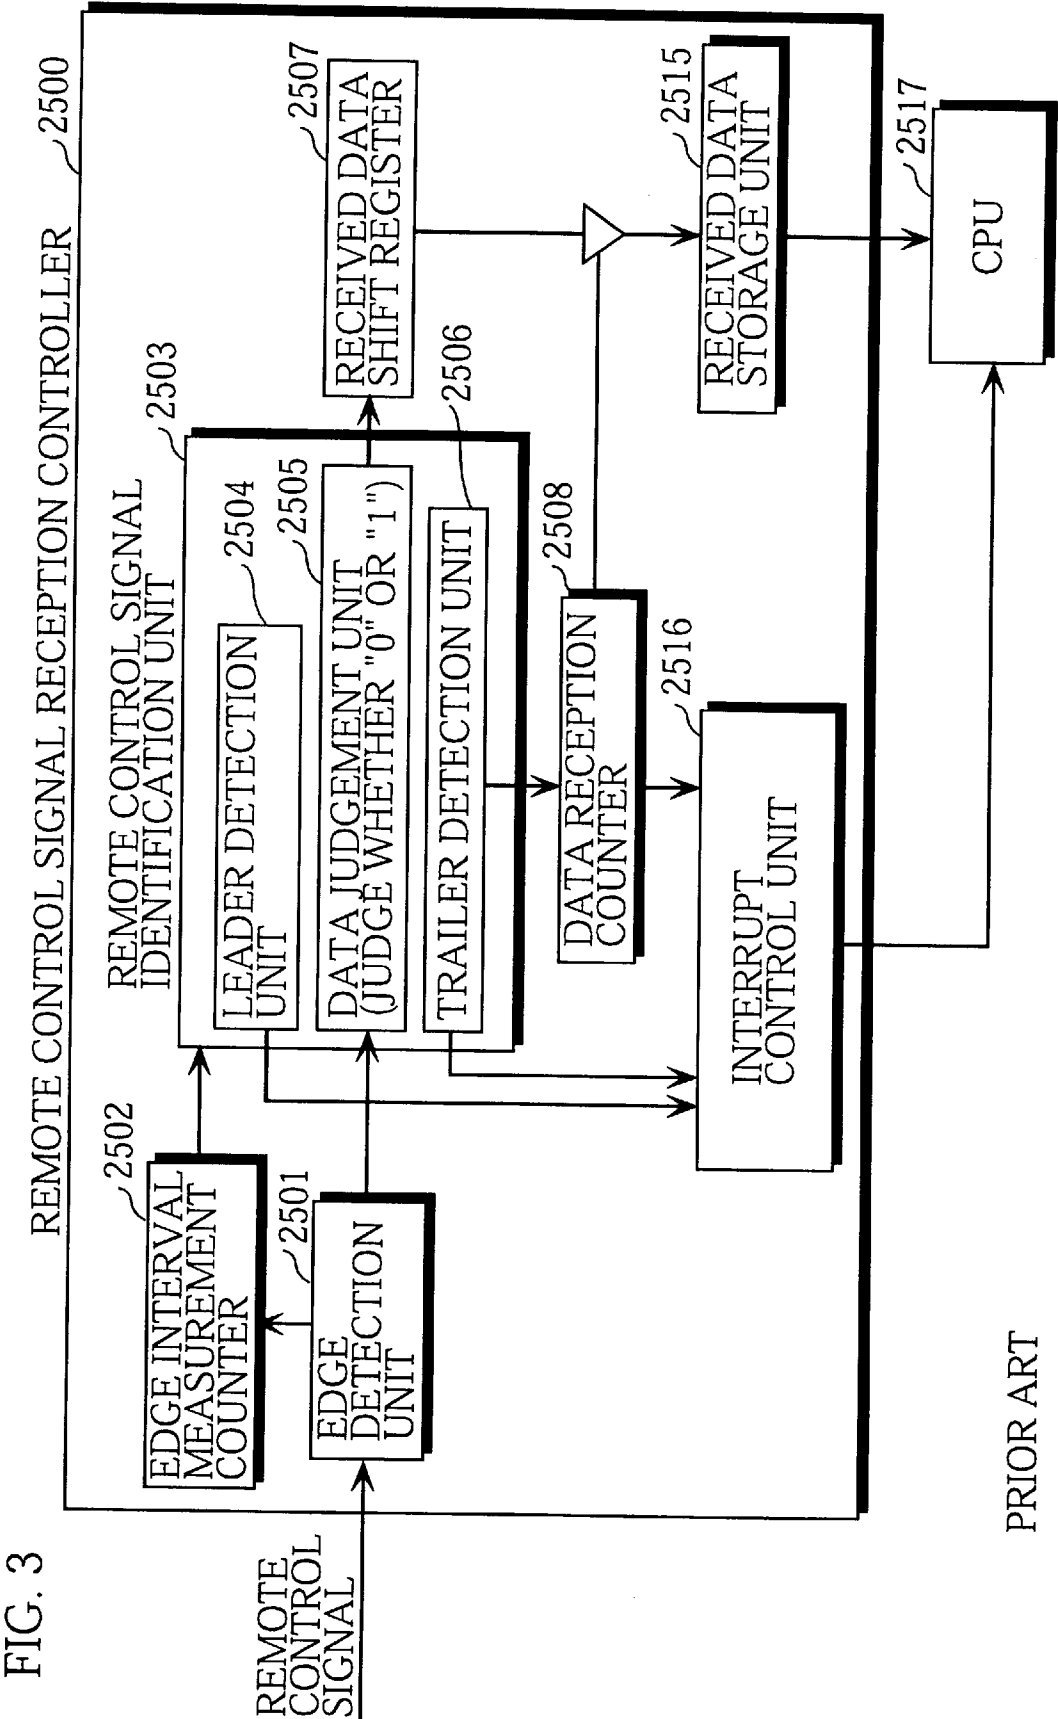 FIG. 3
REMOTE CONTROL SIGNAL RECEPTION CONTROLLER
2500
REMOTE CONTROL SIGNAL
IDENTIFICATION UNIT
2503
EDGE INTERVAL
MEASUREMENT
COUNTER
2502
LEADER DETECTION
UNIT
2504
REMOTE
CONTROL
SIGNAL
EDGE
DETECTION
UNIT
2501
DATA JUDGEMENT UNIT
(JUDGE WHETHER "0" OR "1")
2505
RECEIVED DATA
SHIFT REGISTER
2507
TRAILER DETECTION UNIT
2506
DATA RECEPTION
COUNTER
2508
INTERRUPT
CONTROL UNIT
2516
RECEIVED DATA
STORAGE UNIT
2515
CPU
2517
PRIOR ART